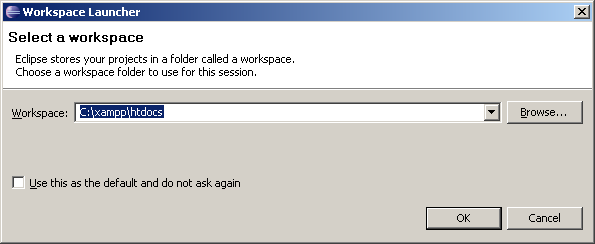 Workspace Launcher
Select a workspace
Eclipse stores your projects in a folder called a workspace.
Choose a workspace folder to use for this session.
Workspace: C:\xampp\htdocs Browse...
Use this as the default and do not ask again
OK Cancel